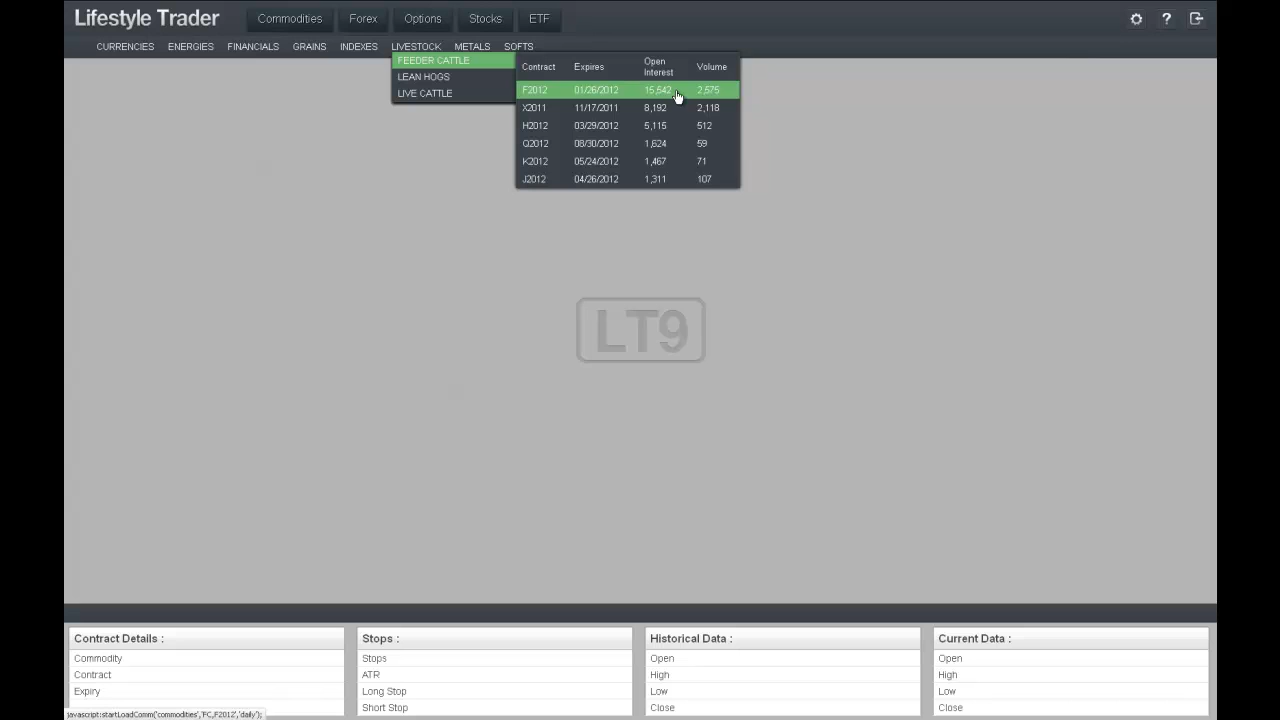 Lifestyle Trader Commodities Forex Options Stocks ETF ?
CURRENCIES ENERGIES FINANCIALS GRAINS INDEXES LIVESTOCK METALS SOFTS
FEEDER CATTLE
LEAN HOGS
LIVE CATTLE
Contract Expires Open Interest Volume
F2012 01/26/2012 15,542 2,575
X2011 11/17/2011 8,192 2,118
H2012 03/29/2012 5,115 512
Q2012 08/30/2012 1,624 59
K2012 05/24/2012 1,467 71
J2012 04/26/2012 1,311 107
LT9
Contract Details : Stops : Historical Data : Current Data :
Commodity Stops Open Open
Contract ATR High High
Expiry Long Stop Low Low
Short Stop Close Close
javascript:startLoadComm('commodities','FC,F2012','daily');